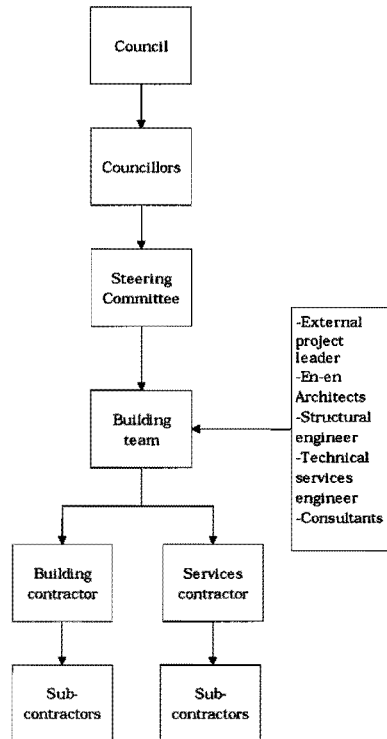 Council
Councillors
Steering
Committee
-External
project
leader
-En-en
Architects
-Structural
engineer
-Technical
services
engineer
-Consultants
Building
team
Building
contractor
Services
contractor
Sub-
contractors
Sub-
contractors